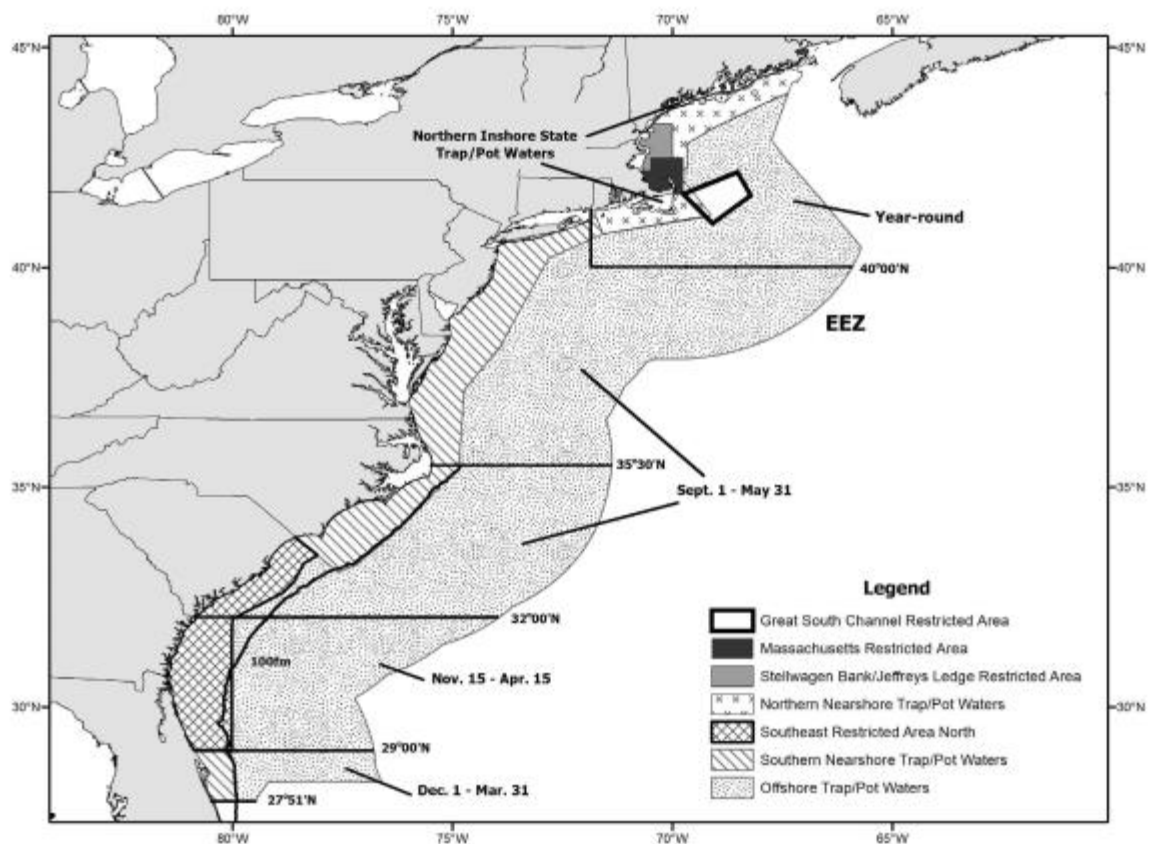 80°W 75°W 70°W 65°W
45°N 45°N
Northern Inshore State
Trap/Pot Waters
Year-round
40°N 40°00'N 40°N
EEZ
35°30'N
35°N Sept. 1 - May 31 35°N
Legend
Great South Channel Restricted Area
32°00'N
Massachusetts Restricted Area
100fm
Stellwagen Bank/Jeffreys Ledge Restricted Area
Nov. 15 - Apr. 15
30°N Northern Nearshore Trap/Pot Waters 30°N
Southeast Restricted Area North
29°00'N
Southern Nearshore Trap/Pot Waters
Dec. 1 - Mar. 31
Offshore Trap/Pot Waters
27°51'N
80°W 75°W 70°W 65°W